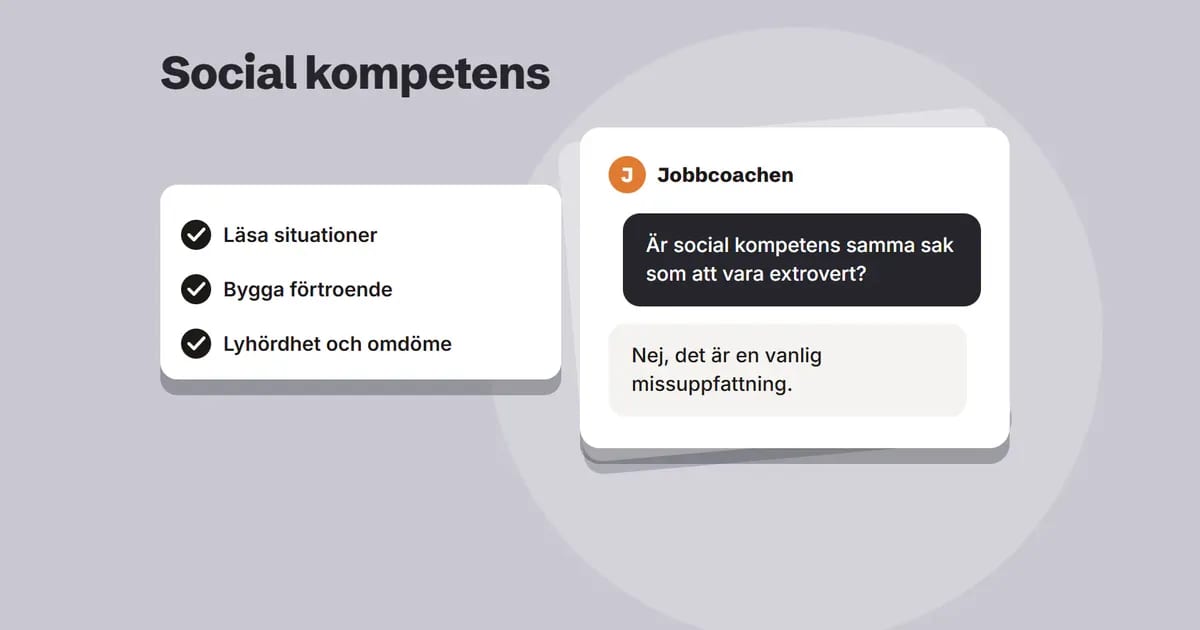 Social kompetens
Läsa situationer
Bygga förtroende
Lyhördhet och omdöme
J Jobbcoachen
Är social kompetens samma sak
som att vara extrovert?
Nej, det är en vanlig
missuppfattning.